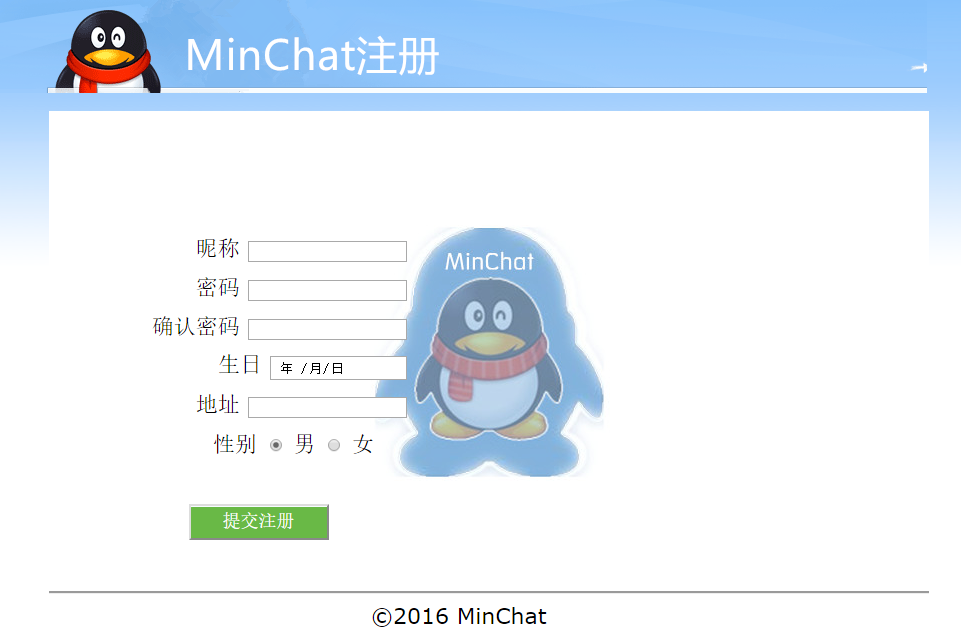 MinChat注册
MinChat
昵称
密码
确认密码
生日 年 /月/日
地址
性别 男 女
提交注册
©2016 MinChat